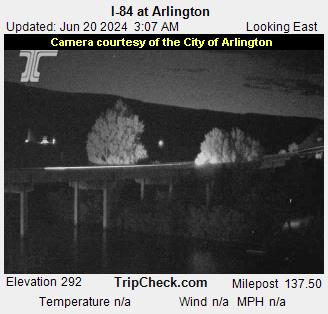 I-84 at Arlington
Updated: Jun 20 2024 3:07 AM Looking East
Camera courtesy of the City of Arlington
Elevation 292 TripCheck.com Milepost 137.50
Temperature n/a Wind n/a MPH n/a